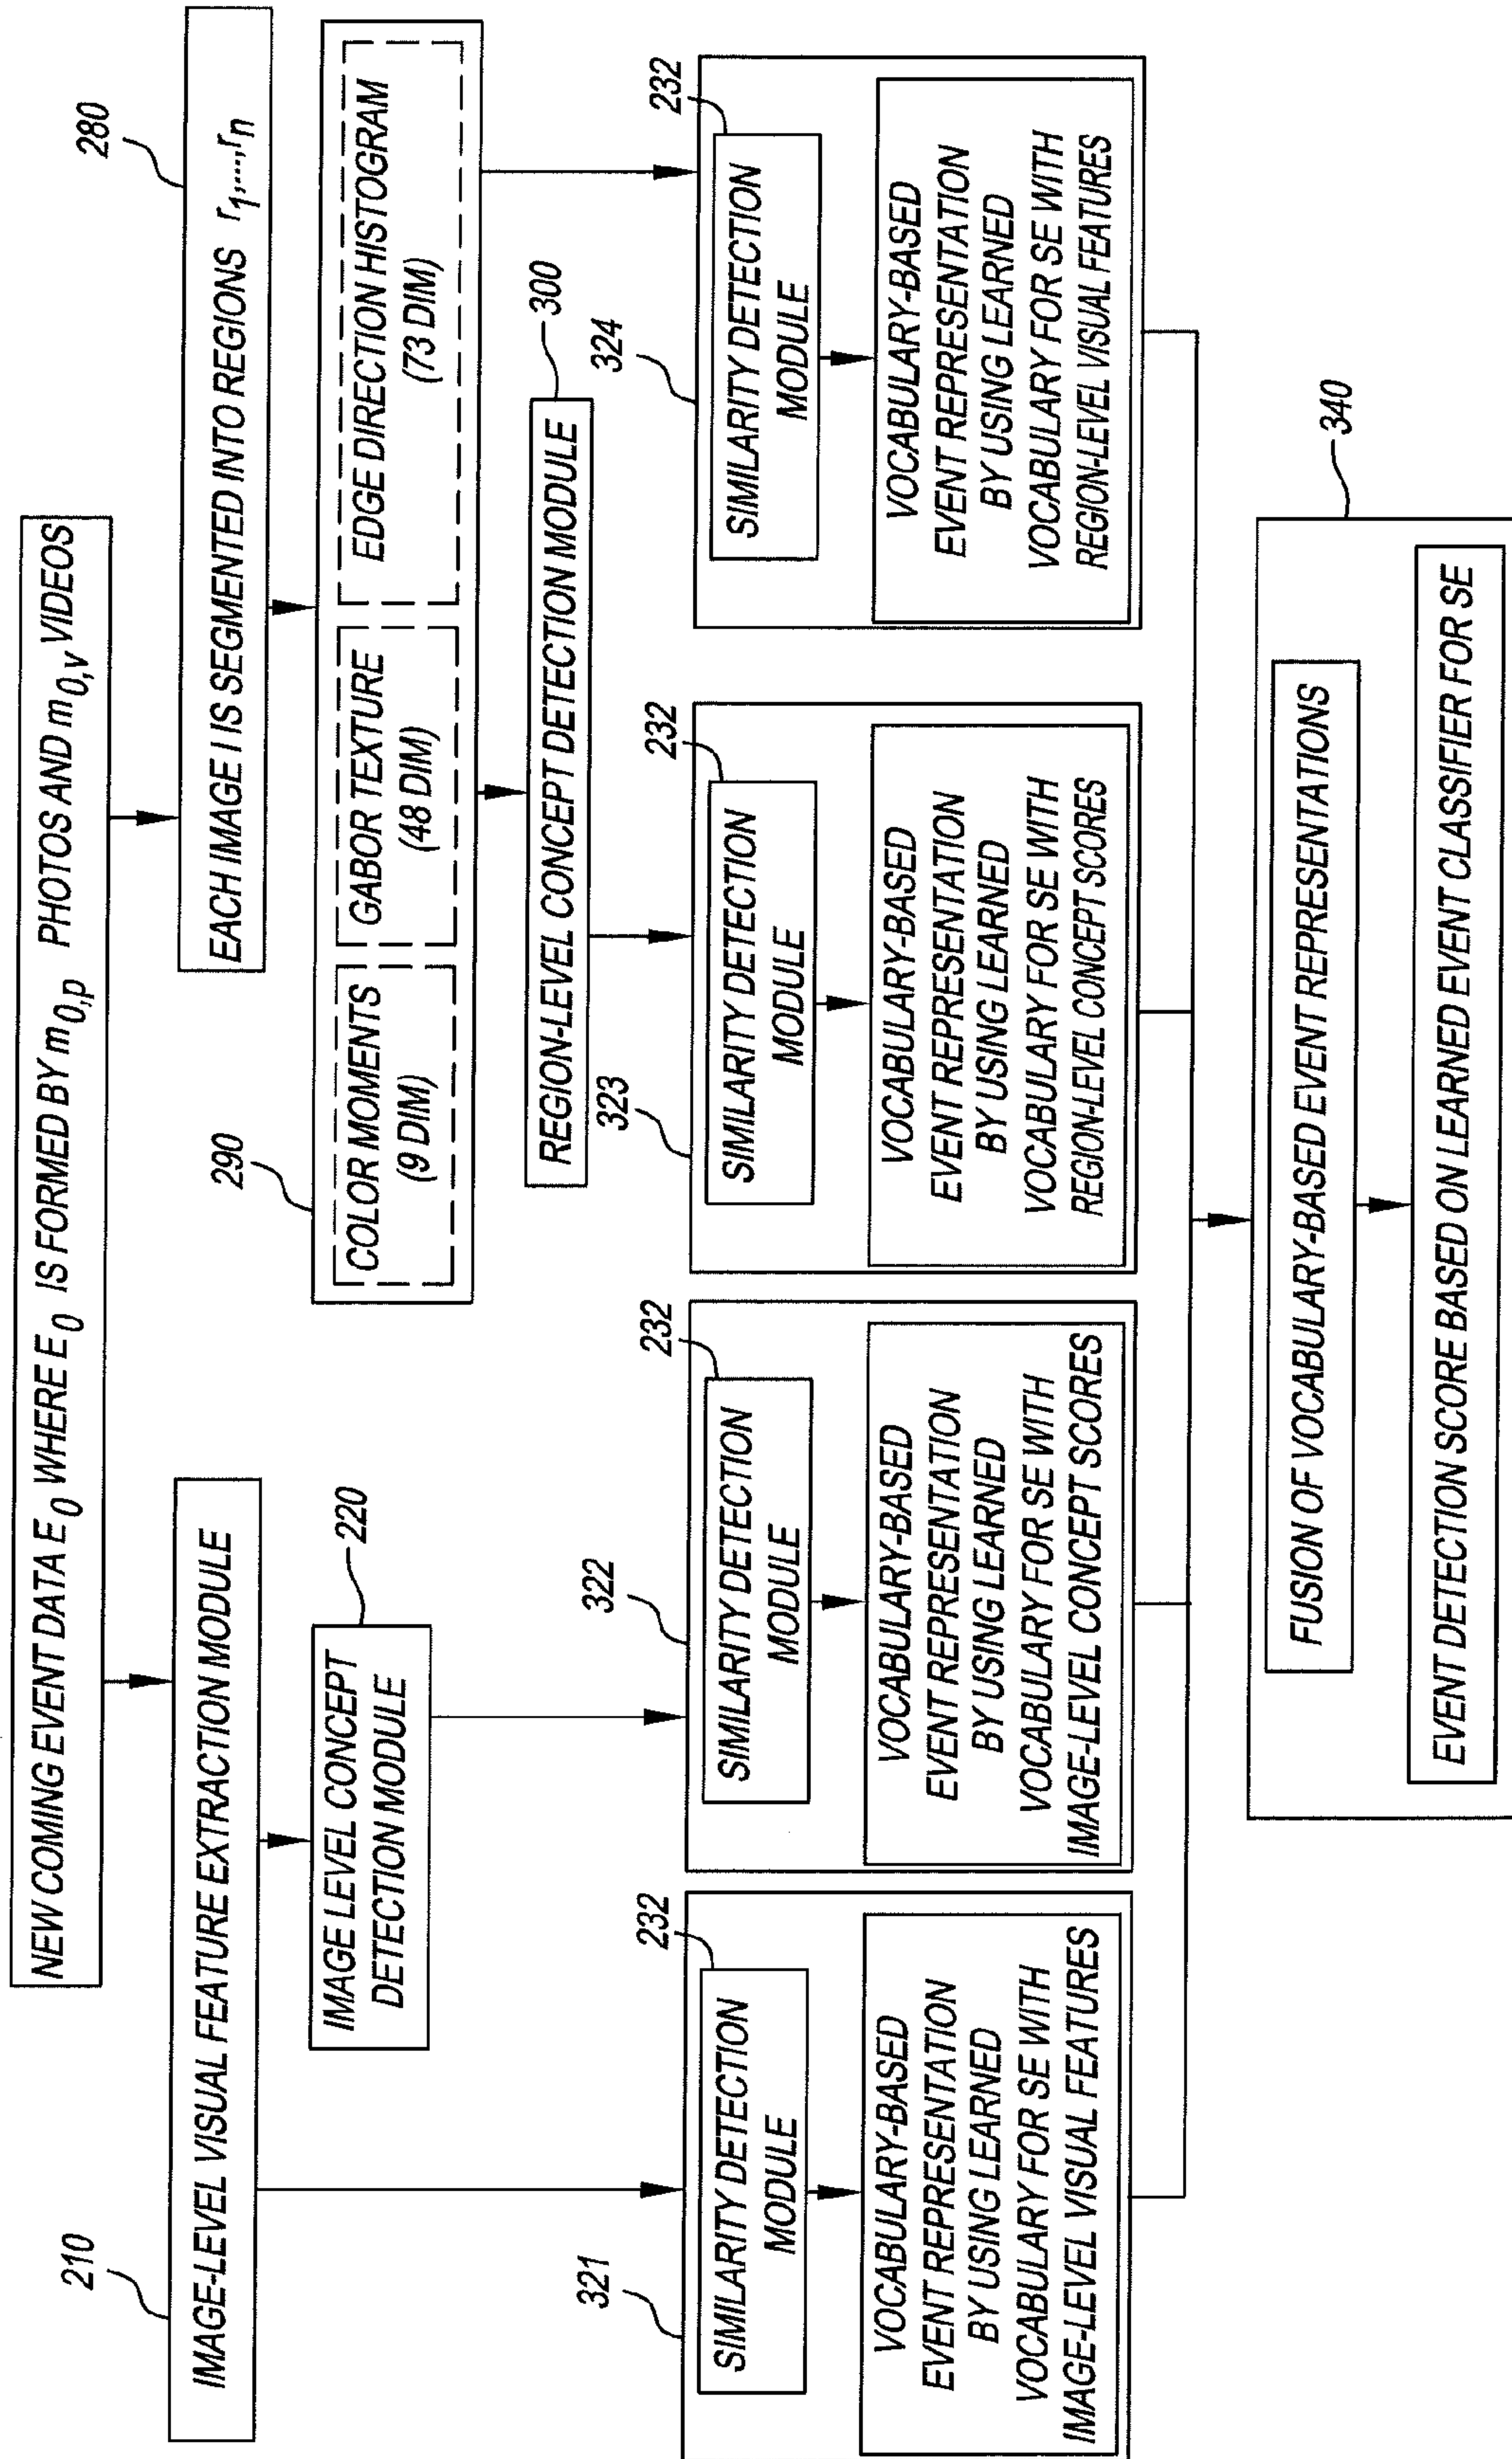 NEW COMING EVENT DATA E0 WHERE E0 IS FORMED BY m0,p PHOTOS AND m0,v VIDEOS
210
IMAGE-LEVEL VISUAL FEATURE EXTRACTION MODULE
280
EACH IMAGE I IS SEGMENTED INTO REGIONS r1,...,rn
220
IMAGE LEVEL CONCEPT
DETECTION MODULE
290
COLOR MOMENTS
(9 DIM)
GABOR TEXTURE
(48 DIM)
EDGE DIRECTION HISTOGRAM
(73 DIM)
300
REGION-LEVEL CONCEPT DETECTION MODULE
321
232
SIMILARITY DETECTION
MODULE
VOCABULARY-BASED
EVENT REPRESENTATION
BY USING LEARNED
VOCABULARY FOR SE WITH
IMAGE-LEVEL VISUAL FEATURES
322
232
SIMILARITY DETECTION
MODULE
VOCABULARY-BASED
EVENT REPRESENTATION
BY USING LEARNED
VOCABULARY FOR SE WITH
IMAGE-LEVEL CONCEPT SCORES
323
232
SIMILARITY DETECTION
MODULE
VOCABULARY-BASED
EVENT REPRESENTATION
BY USING LEARNED
VOCABULARY FOR SE WITH
REGION-LEVEL CONCEPT SCORES
324
232
SIMILARITY DETECTION
MODULE
VOCABULARY-BASED
EVENT REPRESENTATION
BY USING LEARNED
VOCABULARY FOR SE WITH
REGION-LEVEL VISUAL FEATURES
340
FUSION OF VOCABULARY-BASED EVENT REPRESENTATIONS
EVENT DETECTION SCORE BASED ON LEARNED EVENT CLASSIFIER FOR SE